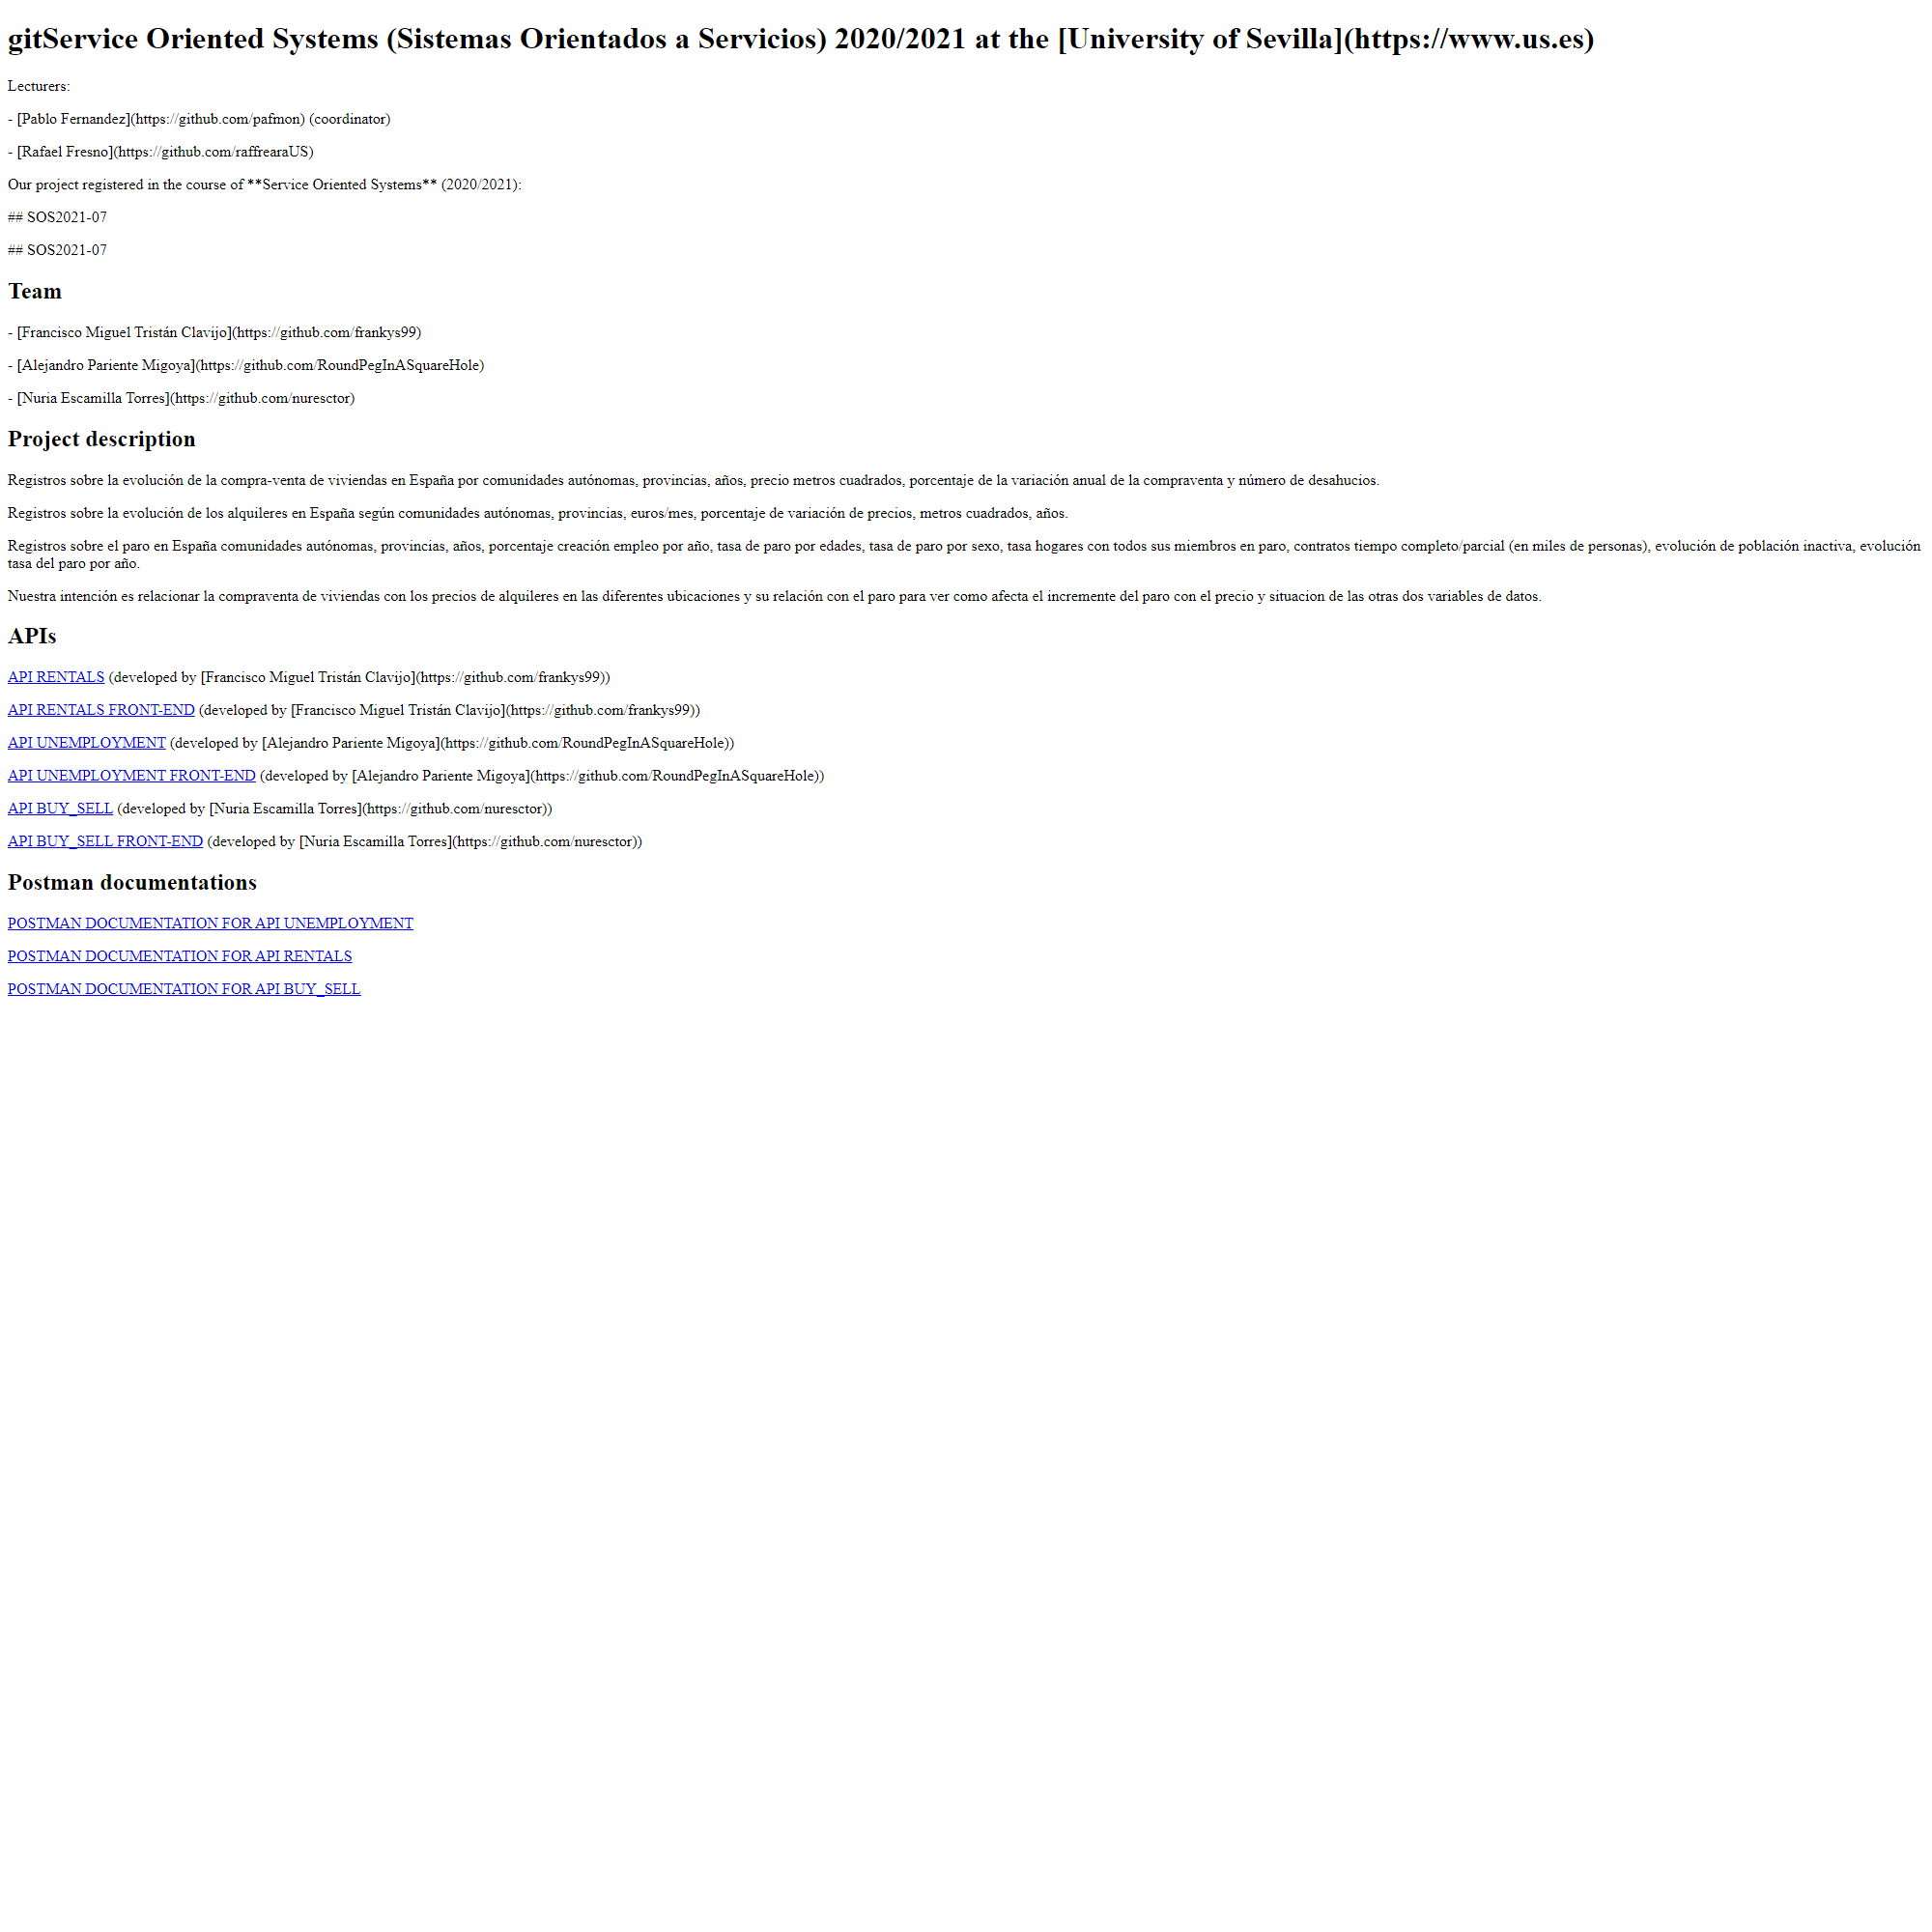 gitService Oriented Systems (Sistemas Orientados a Servicios) 2020/2021 at the [University of Sevilla](https://www.us.es)
Lecturers:
- [Pablo Fernandez](https://github.com/pafmon) (coordinator)
- [Rafael Fresno](https://github.com/raffrearaUS)
Our project registered in the course of **Service Oriented Systems** (2020/2021):
## SOS2021-07
## SOS2021-07
Team
- [Francisco Miguel Tristán Clavijo](https://github.com/frankys99)
- [Alejandro Pariente Migoya](https://github.com/RoundPegInASquareHole)
- [Nuria Escamilla Torres](https://github.com/nuresctor)
Project description
Registros sobre la evolución de la compra-venta de viviendas en España por comunidades autónomas, provincias, años, precio metros cuadrados, porcentaje de la variación anual de la compraventa y número de desahucios.
Registros sobre la evolución de los alquileres en España según comunidades autónomas, provincias, euros/mes, porcentaje de variación de precios, metros cuadrados, años.
Registros sobre el paro en España comunidades autónomas, provincias, años, porcentaje creación empleo por año, tasa de paro por edades, tasa de paro por sexo, tasa hogares con todos sus miembros en paro, contratos tiempo completo/parcial (en miles de personas), evolución de población inactiva, evolución
tasa del paro por año.
Nuestra intención es relacionar la compraventa de viviendas con los precios de alquileres en las diferentes ubicaciones y su relación con el paro para ver como afecta el incremente del paro con el precio y situacion de las otras dos variables de datos.
APIs
API RENTALS (developed by [Francisco Miguel Tristán Clavijo](https://github.com/frankys99))
API RENTALS FRONT-END (developed by [Francisco Miguel Tristán Clavijo](https://github.com/frankys99))
API UNEMPLOYMENT (developed by [Alejandro Pariente Migoya](https://github.com/RoundPegInASquareHole))
API UNEMPLOYMENT FRONT-END (developed by [Alejandro Pariente Migoya](https://github.com/RoundPegInASquareHole))
API BUY_SELL (developed by [Nuria Escamilla Torres](https://github.com/nuresctor))
API BUY_SELL FRONT-END (developed by [Nuria Escamilla Torres](https://github.com/nuresctor))
Postman documentations
POSTMAN DOCUMENTATION FOR API UNEMPLOYMENT
POSTMAN DOCUMENTATION FOR API RENTALS
POSTMAN DOCUMENTATION FOR API BUY_SELL